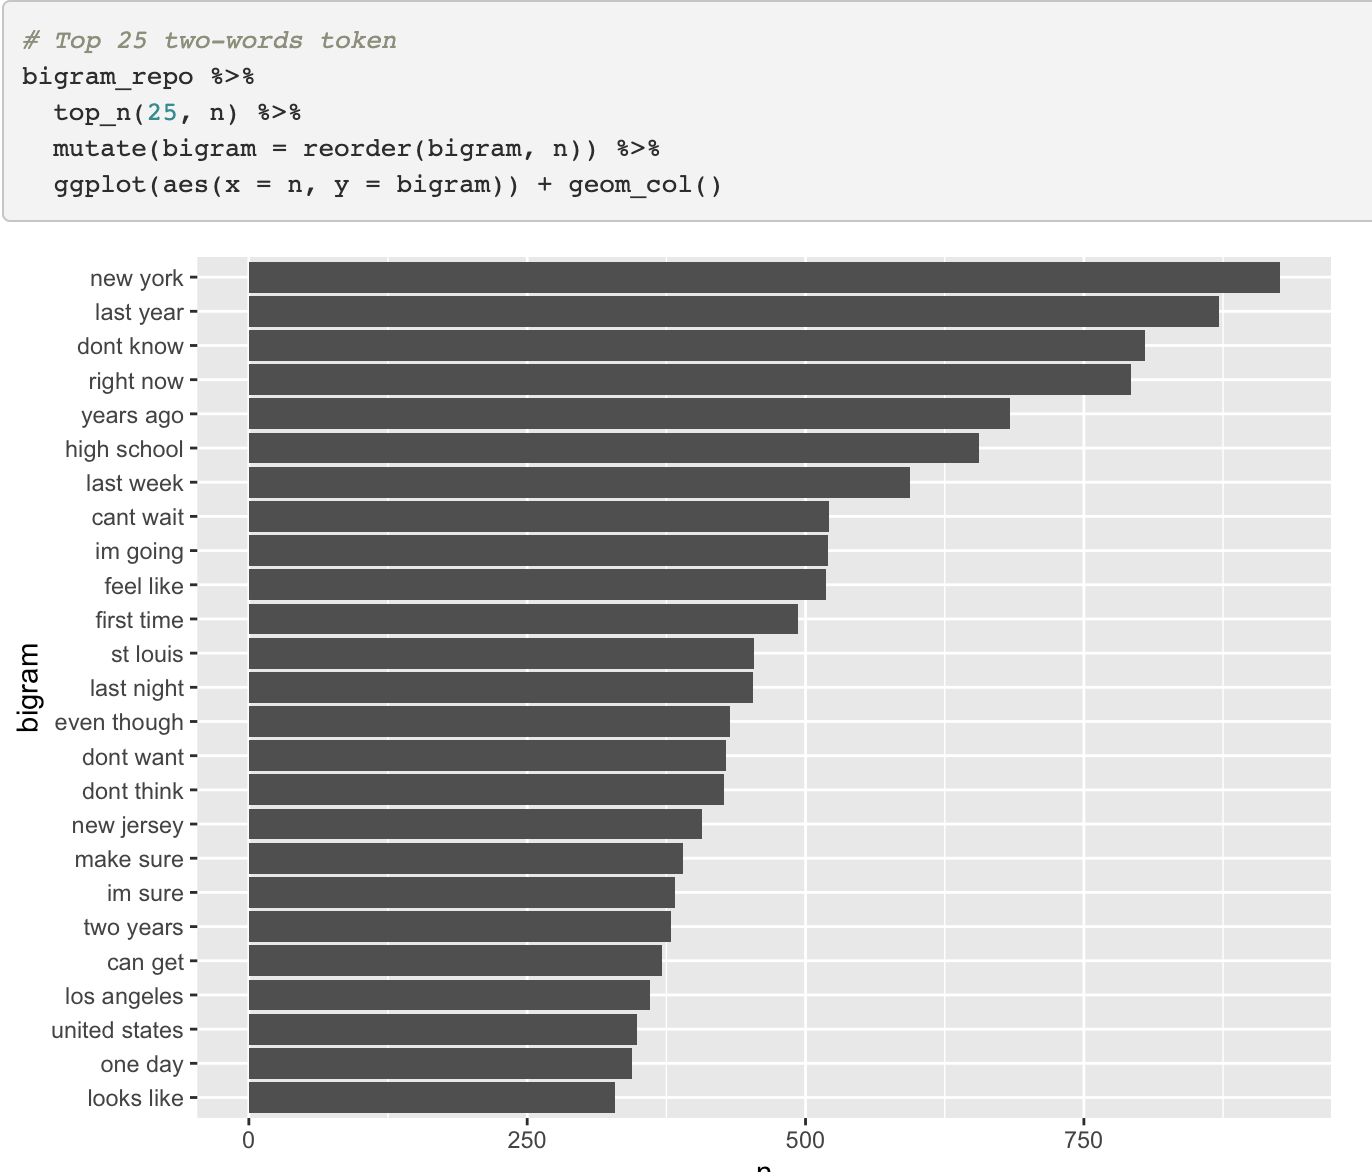 # Top 25 two-words token
bigram_repo %>%
  top_n(25, n) %>%
  mutate(bigram = reorder(bigram, n)) %>%
  ggplot(aes(x = n, y = bigram)) + geom_col()
new york
last year
dont know
right now
years ago
high school
last week
cant wait
im going
feel like
first time
st louis
last night
even though
dont want
dont think
new jersey
make sure
im sure
two years
can get
los angeles
united states
one day
looks like
bigram
0 250 500 750
n